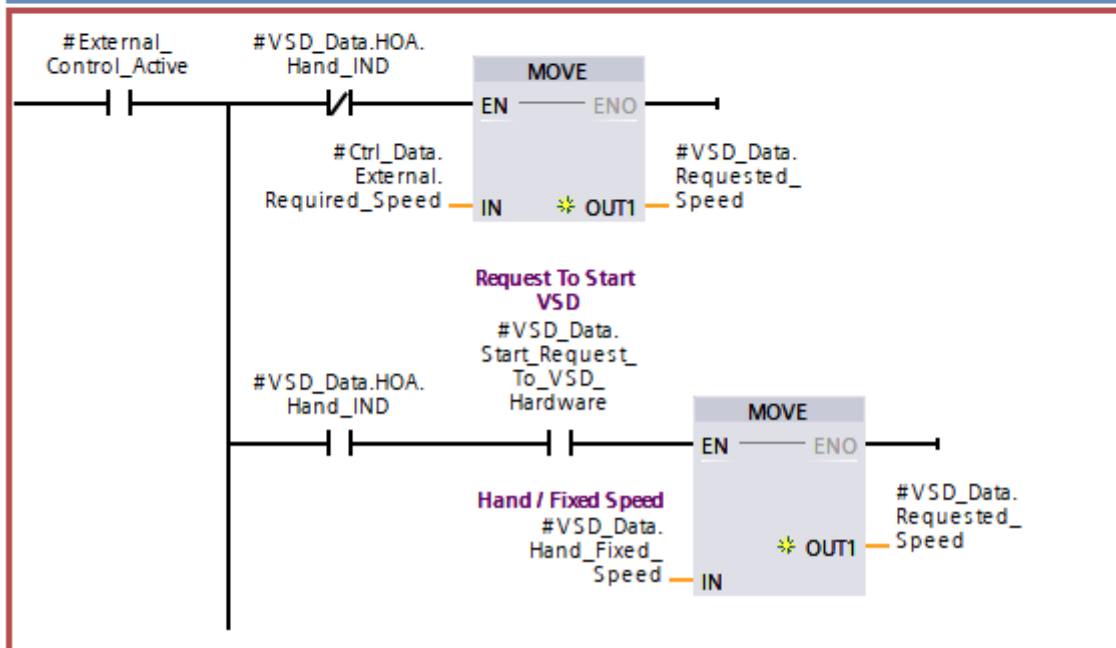 #External_
Control_Active
#VSD_Data.HOA.
Hand_IND
MOVE
EN
ENO
#Ctrl_Data.
External.
Required_Speed
IN
OUT1
#VSD_Data.
Requested_
Speed
Request To Start
VSD
#VSD_Data.
Start_Request_
To_VSD_
Hardware
#VSD_Data.HOA.
Hand_IND
MOVE
EN
ENO
Hand / Fixed Speed
#VSD_Data.
Hand_Fixed_
Speed
IN
OUT1
#VSD_Data.
Requested_
Speed